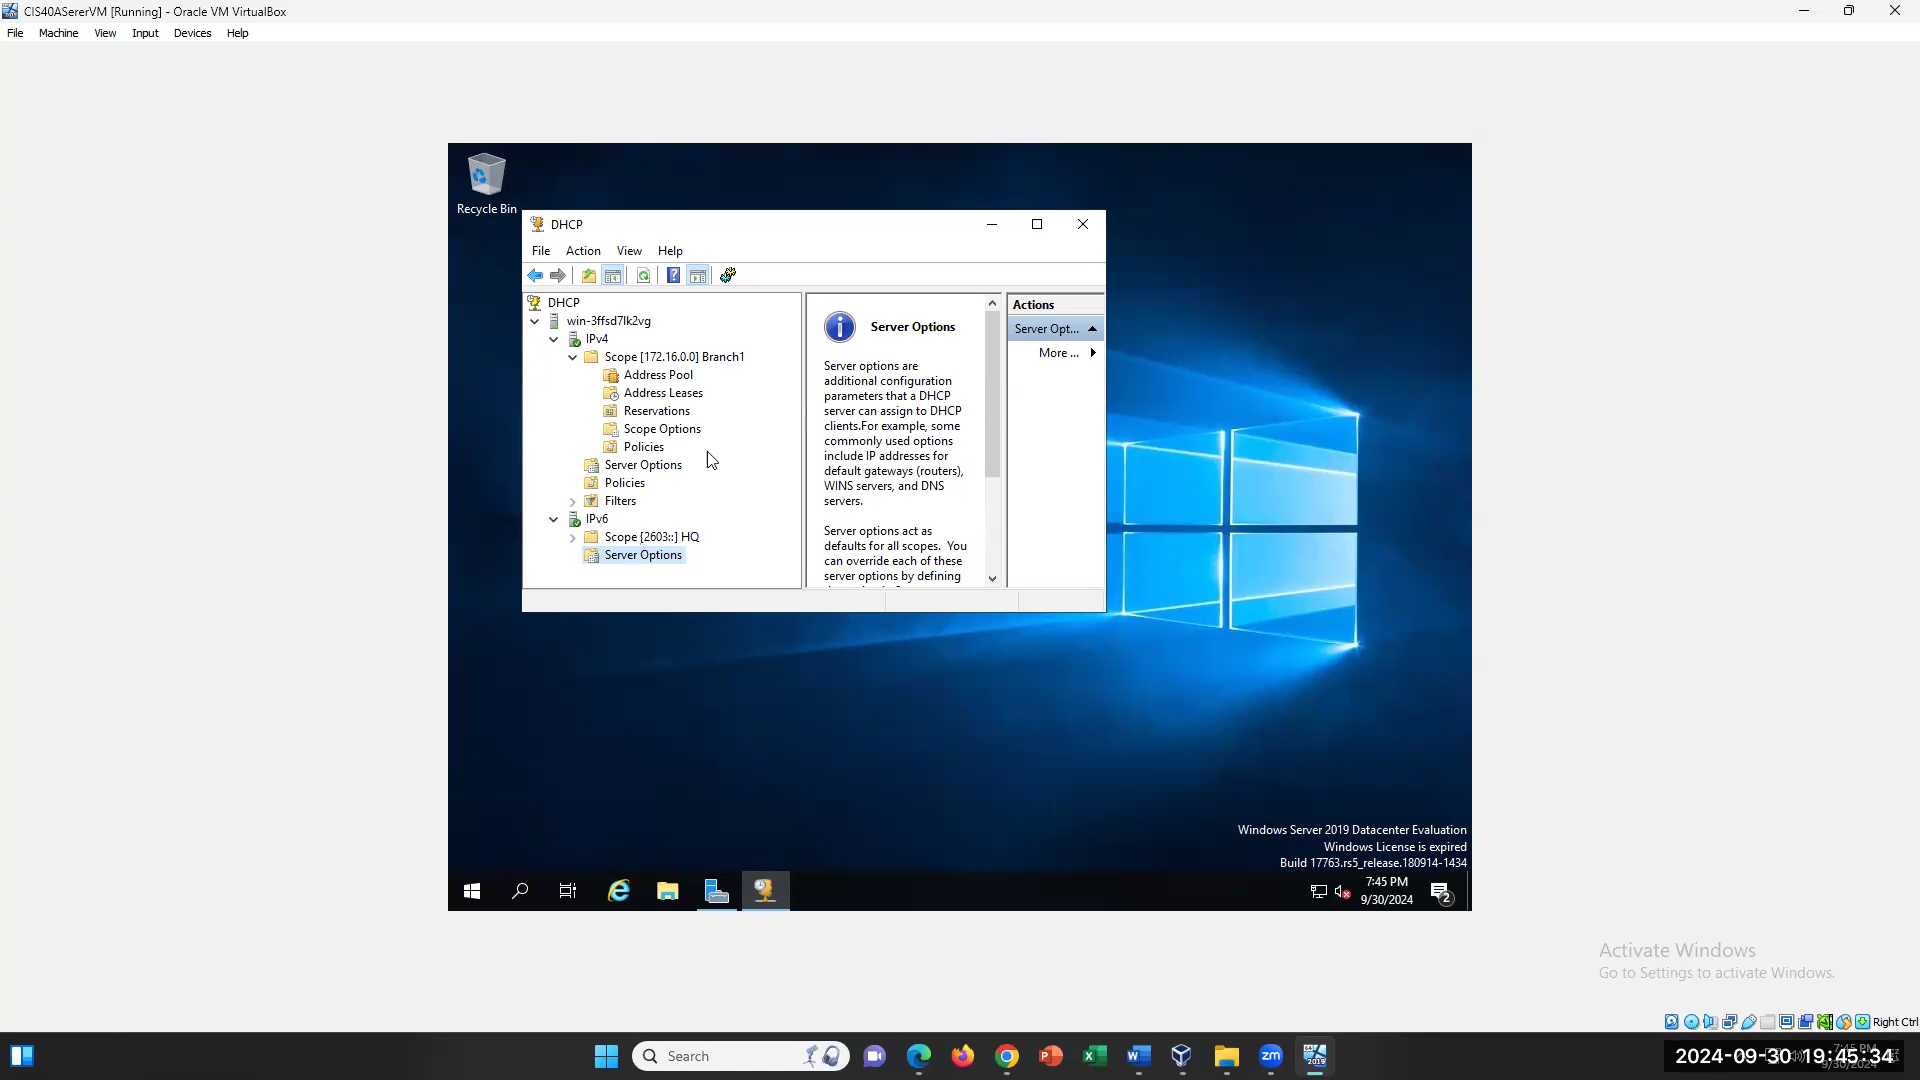 CIS40ASererVM [Running] - Oracle VM VirtualBox
File Machine View Input Devices Help
Recycle Bin
DHCP
File Action View Help
DHCP
win-3ffsd7lk2vg
IPv4
Scope [172.16.0.0] Branch1
Address Pool
Address Leases
Reservations
Scope Options
Policies
Server Options
Policies
Filters
IPv6
Scope [2603::] HQ
Server Options
Server Options
Server options are
additional configuration
parameters that a DHCP
server can assign to DHCP
clients.For example, some
commonly used options
include IP addresses for
default gateways (routers),
WINS servers, and DNS
servers.
Server options act as
defaults for all scopes. You
can override each of these
server options by defining
Actions
Server Opt...
More ...
Windows Server 2019 Datacenter Evaluation
Windows License is expired
Build 17763.rs5_release.180914-1434
7:45 PM
9/30/2024
2
Activate Windows
Go to Settings to activate Windows.
Right Ctrl
Search
zm
2019
2024-09-30 19:45:34